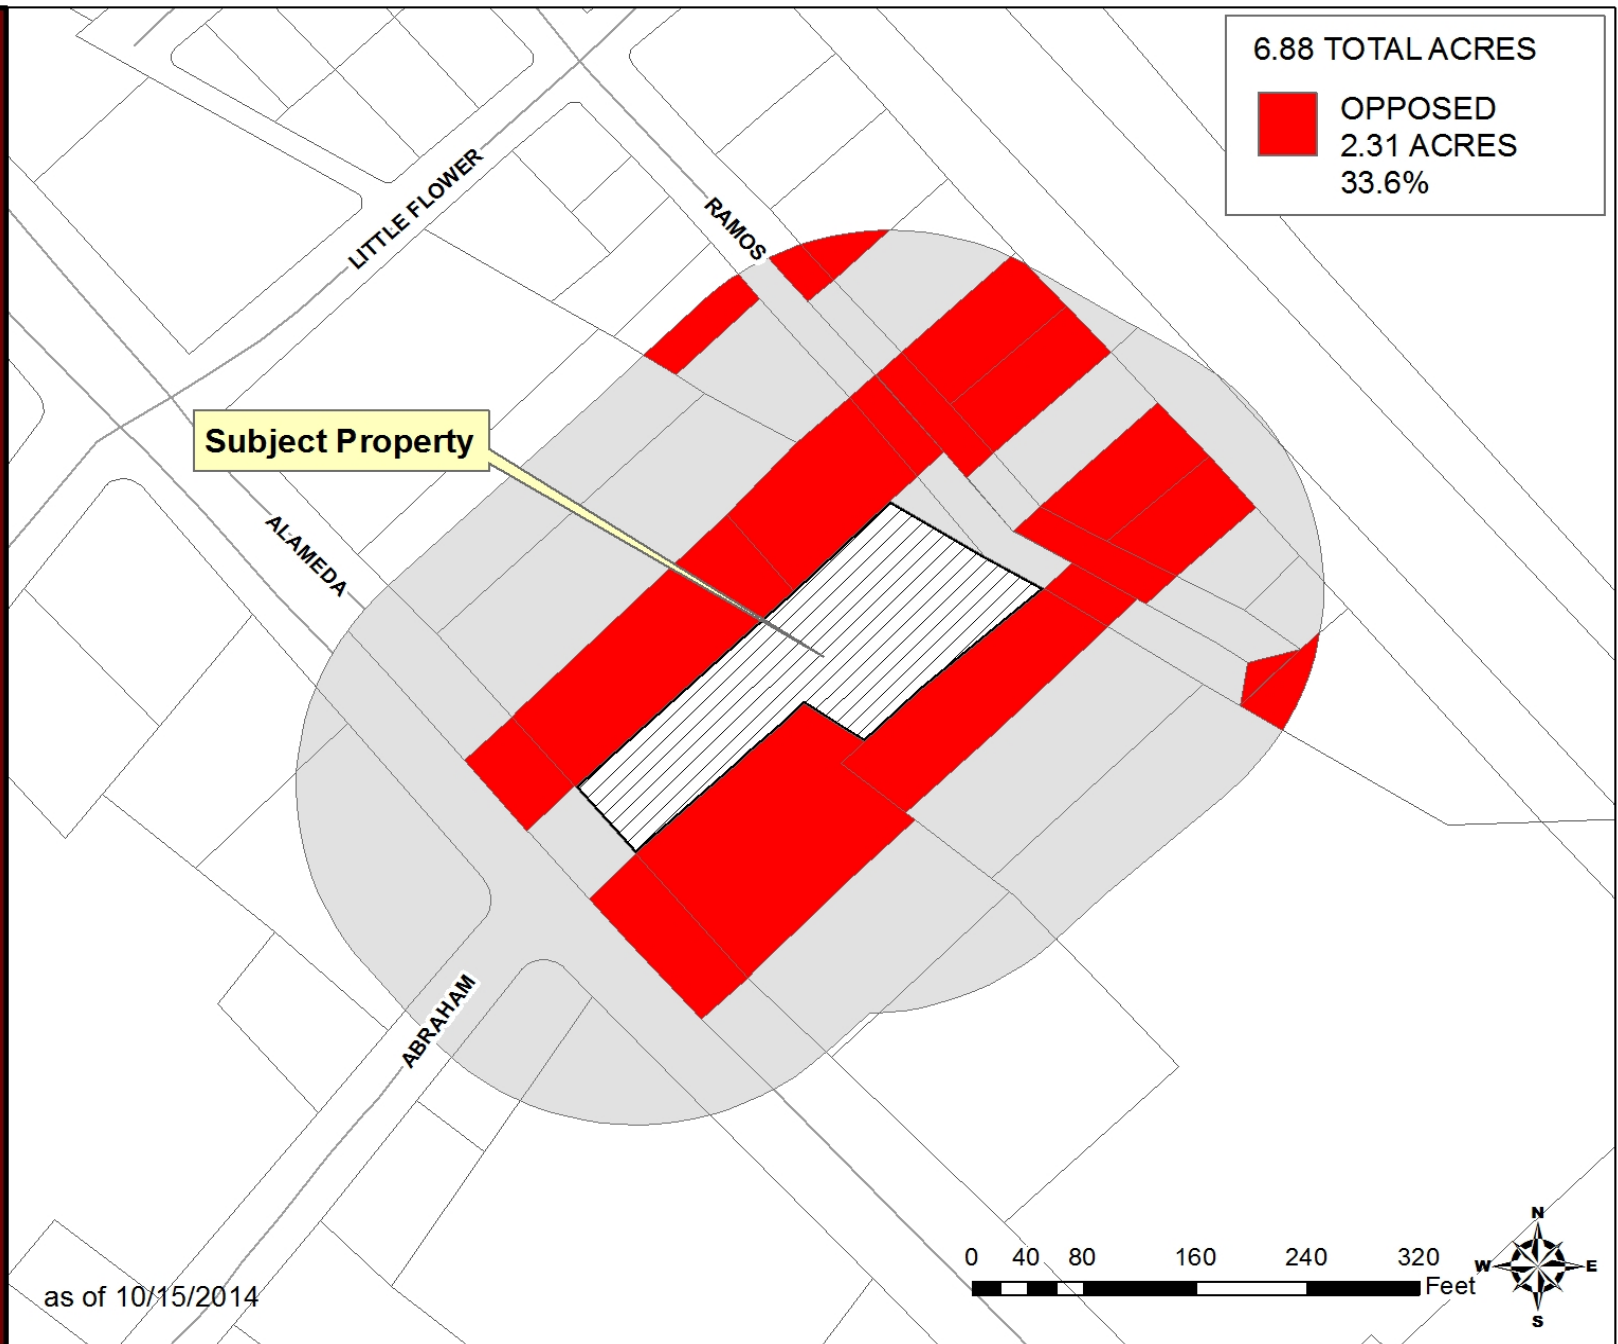 6.88 TOTAL ACRES
OPPOSED
2.31 ACRES
33.6%
LITTLE FLOWER
RAMOS
Subject Property
ALAMEDA
ABRAHAM
as of 10/15/2014
0 40 80 160 240 320
Feet
N
W E
S